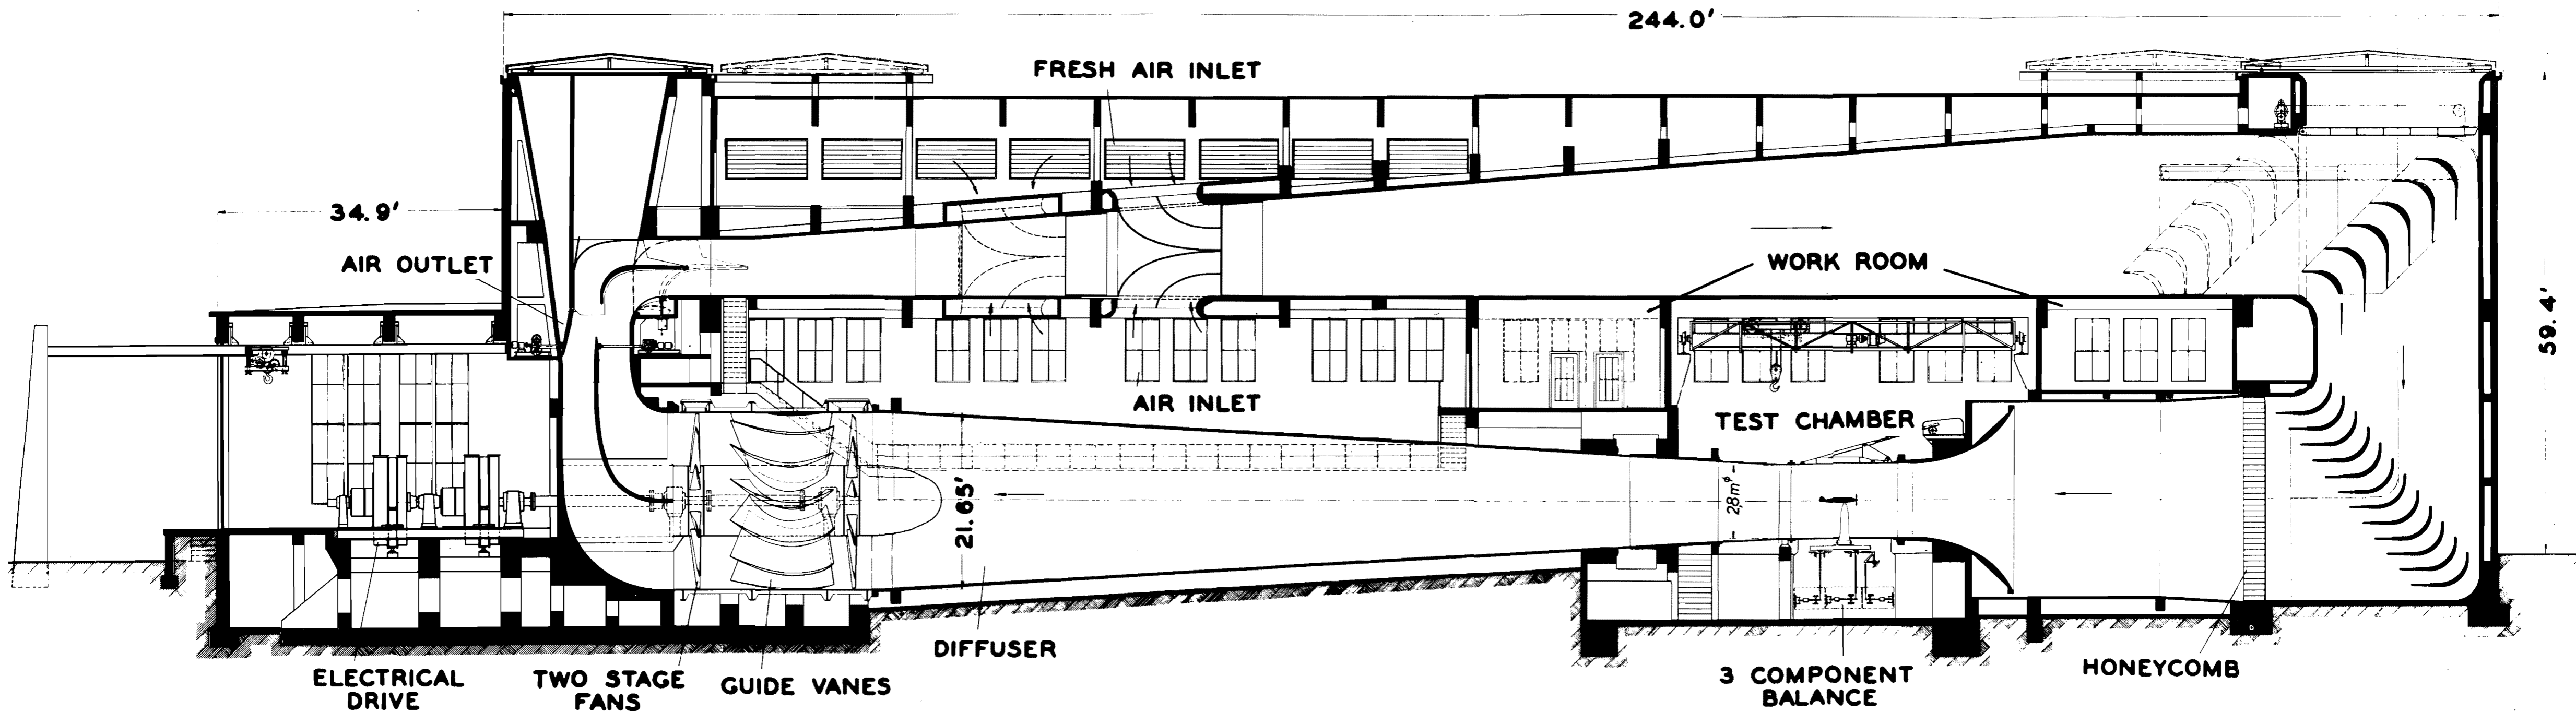 244.0'
FRESH AIR INLET
34.9'
AIR OUTLET
WORK ROOM
59.4'
AIR INLET
TEST CHAMBER
21.65'
2,8mᶲ
DIFFUSER
ELECTRICAL
DRIVE
TWO STAGE
FANS
GUIDE VANES
3 COMPONENT
BALANCE
HONEYCOMB